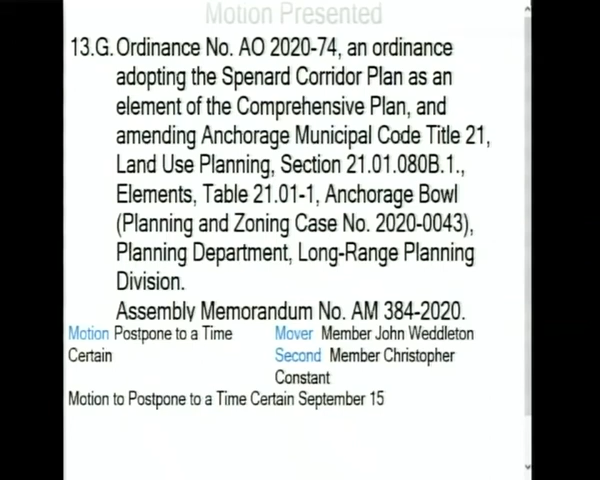 Motion Presented
13.G. Ordinance No. AO 2020-74, an ordinance
adopting the Spenard Corridor Plan as an
element of the Comprehensive Plan, and
amending Anchorage Municipal Code Title 21,
Land Use Planning, Section 21.01.080B.1.,
Elements, Table 21.01-1, Anchorage Bowl
(Planning and Zoning Case No. 2020-0043),
Planning Department, Long-Range Planning
Division.
Assembly Memorandum No. AM 384-2020.
Motion Postpone to a Time Certain
Mover Member John Weddleton
Second Member Christopher Constant
Motion to Postpone to a Time Certain September 15